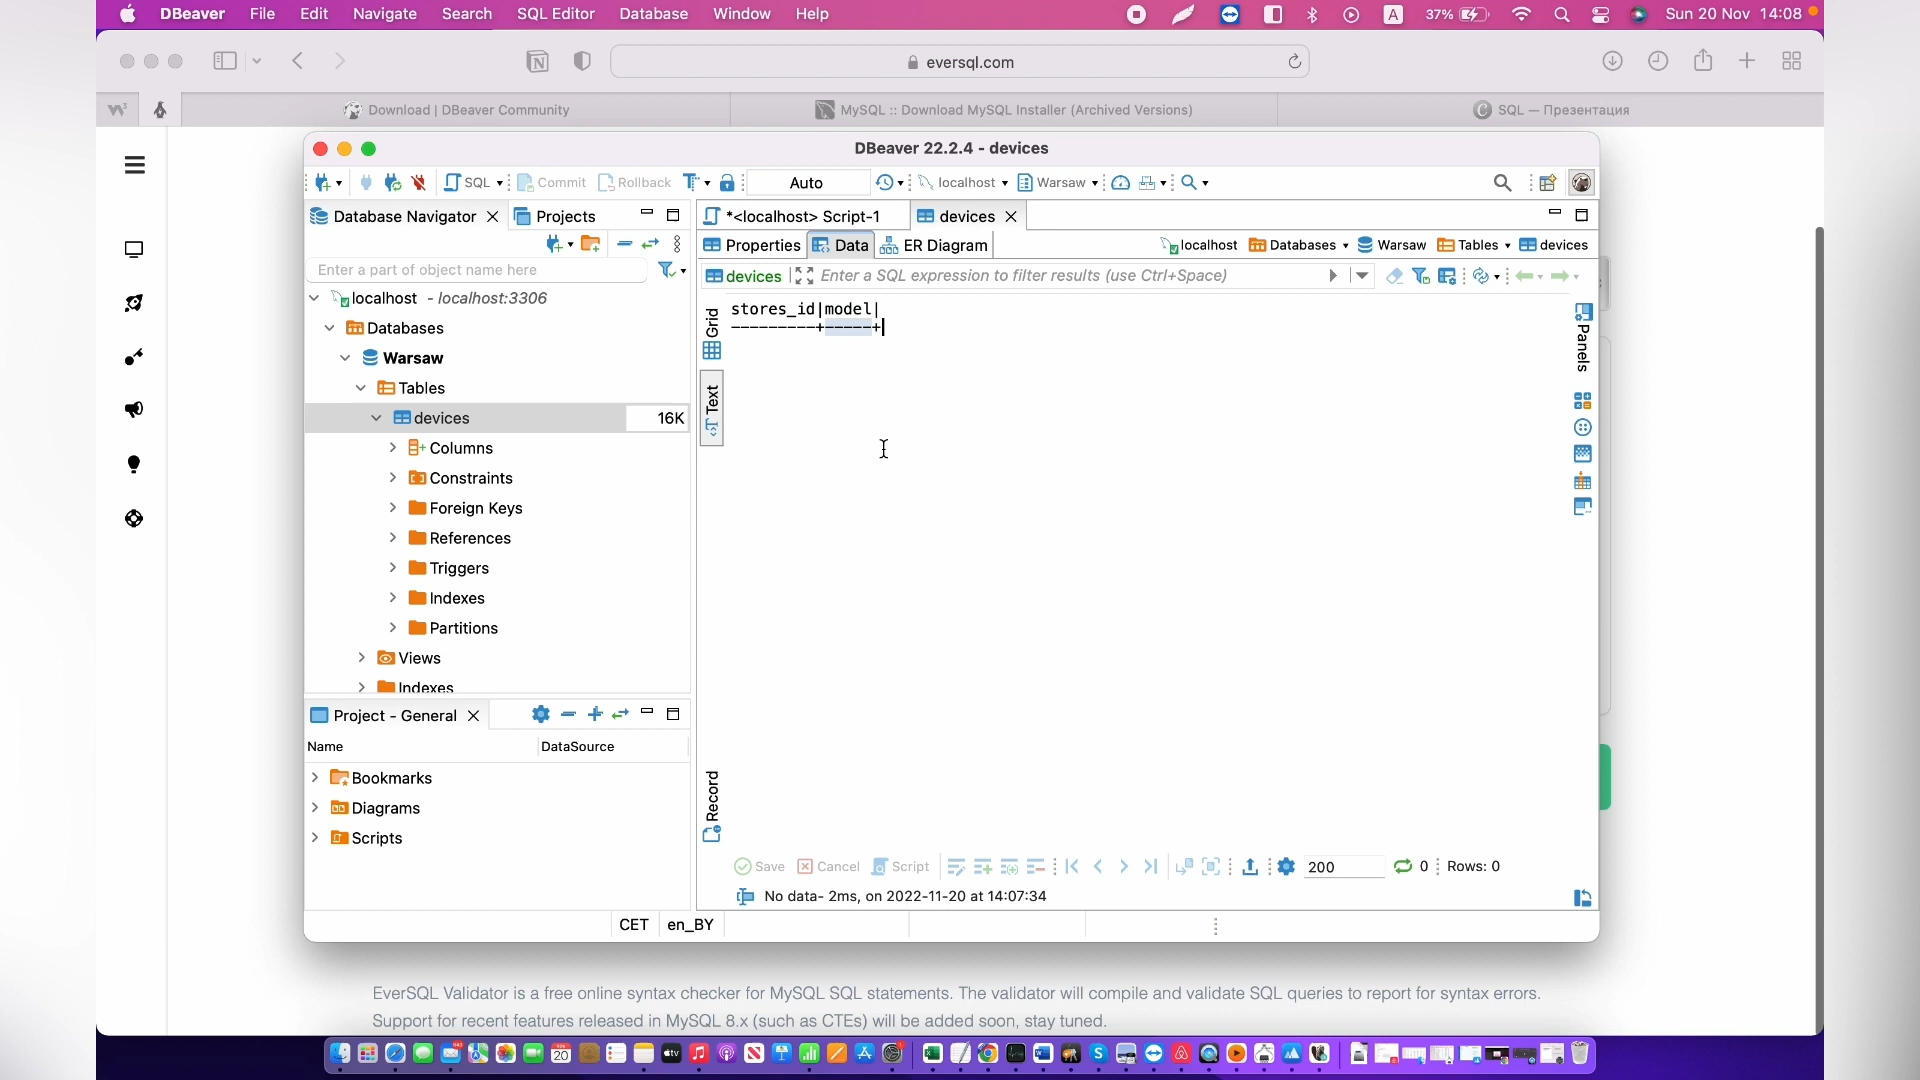 DBeaver File Edit Navigate Search SQL Editor Database Window Help A 37% Sun 20 Nov 14:08
eversql.com
Download | DBeaver Community MySQL :: Download MySQL Installer (Archived Versions) SQL — Презентация
DBeaver 22.2.4 - devices
SQL Commit Rollback Auto localhost Warsaw
Database Navigator Projects *<localhost> Script-1 devices
Properties Data ER Diagram localhost Databases Warsaw Tables devices
Enter a part of object name here
devices Enter a SQL expression to filter results (use Ctrl+Space)
localhost - localhost:3306
stores_id|model|
---------+-----+
Grid
Text
Record
Panels
Databases
Warsaw
Tables
devices 16K
Columns
Constraints
Foreign Keys
References
Triggers
Indexes
Partitions
Views
Indexes
Project - General
Name DataSource
Bookmarks
Diagrams
Scripts
Save Cancel Script 200 0 Rows: 0
No data- 2ms, on 2022-11-20 at 14:07:34
CET en_BY
EverSQL Validator is a free online syntax checker for MySQL SQL statements. The validator will compile and validate SQL queries to report for syntax errors.
Support for recent features released in MySQL 8.x (such as CTEs) will be added soon, stay tuned.